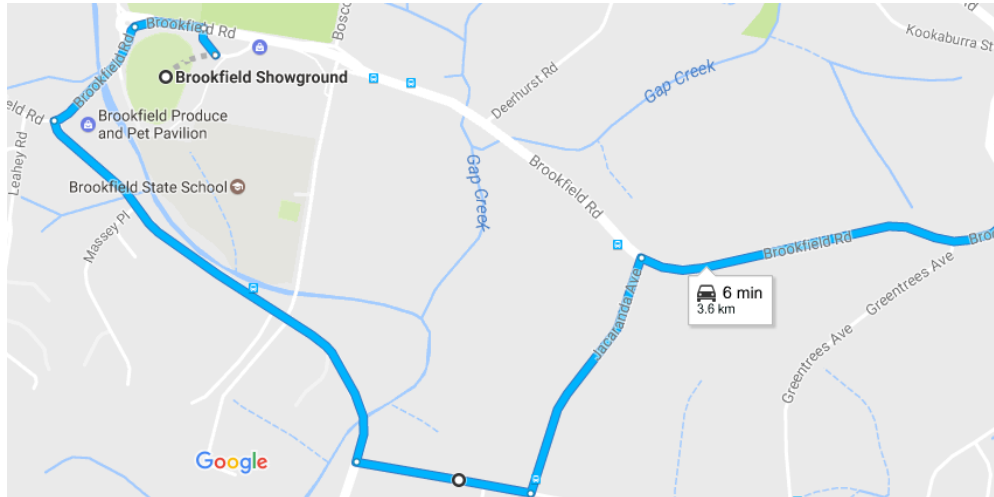 Brookfield Rd
Bosco
Kookaburra St
Brookfield Rd
Brookfield Showground
Deerhurst Rd
Gap Creek
eld Rd
Brookfield Produce
and Pet Pavilion
Leahey Rd
Gap Creek
Brookfield Rd
Brookfield State School
Massey Pl
Brookfield Rd
Broo
Greentrees Ave
Jacaranda Ave
6 min
3.6 km
Greentrees Ave
Google